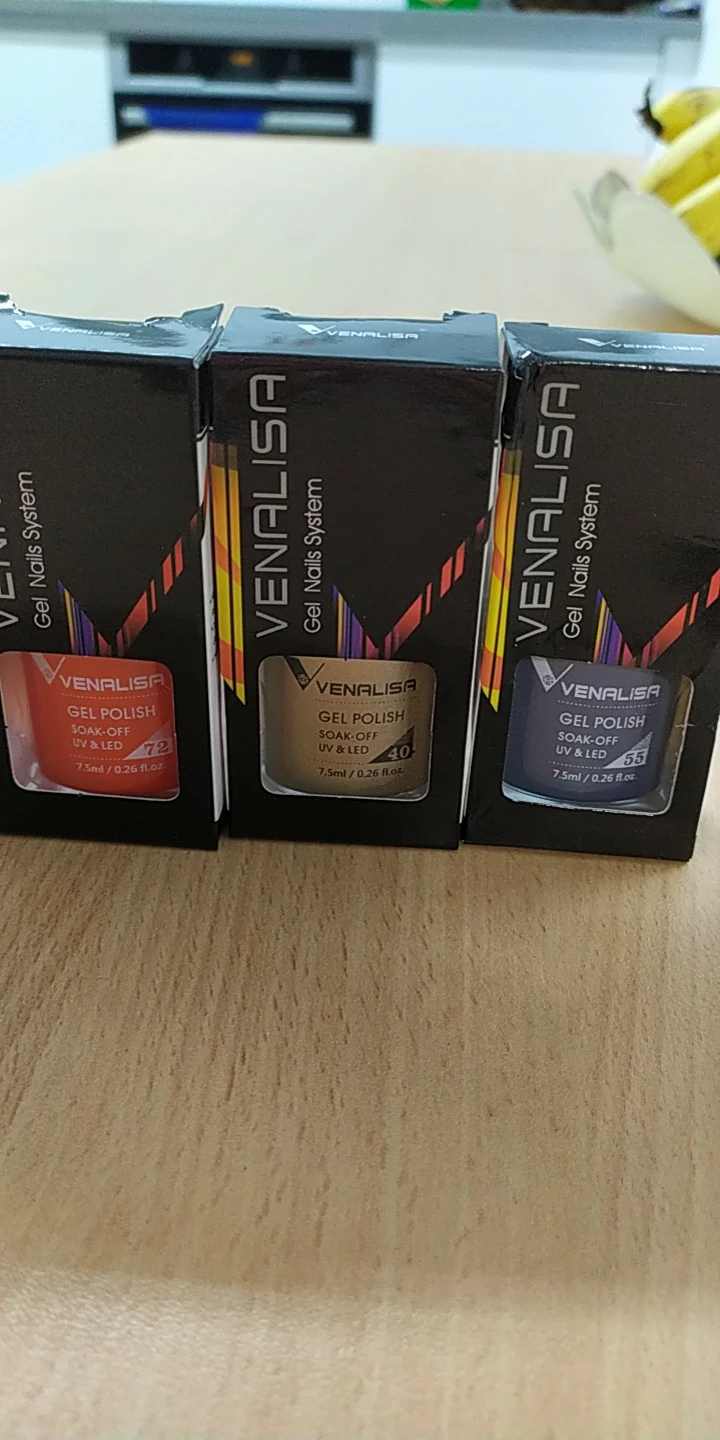 VENALISA
VENALISA
VENALISA
Gel Nails System
VENALISA
GEL POLISH
SOAK-OFF
UV & LED
72
7.5ml / 0.26 fl.oz.
VENALISA
Gel Nails System
VENALISA
GEL POLISH
SOAK-OFF
UV & LED
40
7.5ml / 0.26 fl.oz.
VENALISA
Gel Nails System
VENALISA
GEL POLISH
SOAK-OFF
UV & LED
55
7.5ml / 0.26 fl.oz.